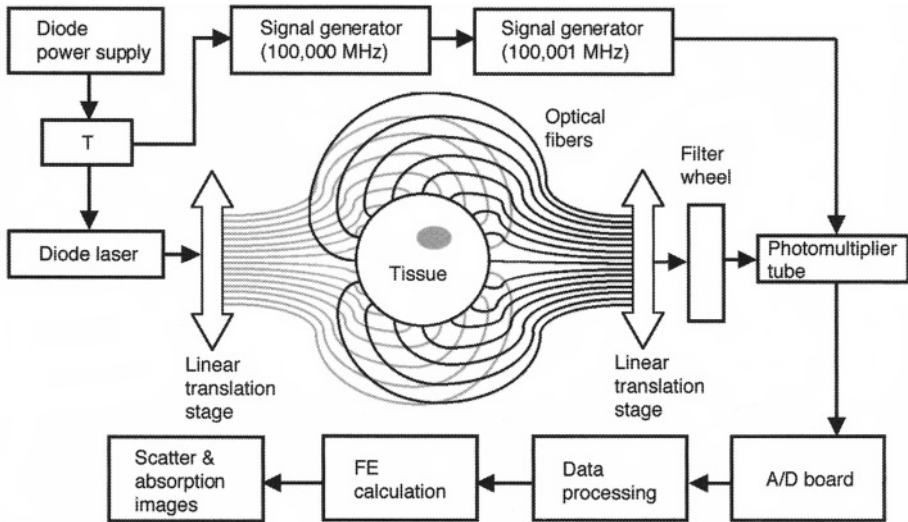 Diode
power supply
Signal generator
(100,000 MHz)
Signal generator
(100,001 MHz)
T
Optical
fibers
Filter
wheel
Diode laser
Tissue
Photomultiplier
tube
Linear
translation
stage
Linear
translation
stage
Scatter &
absorption
images
FE
calculation
Data
processing
A/D board